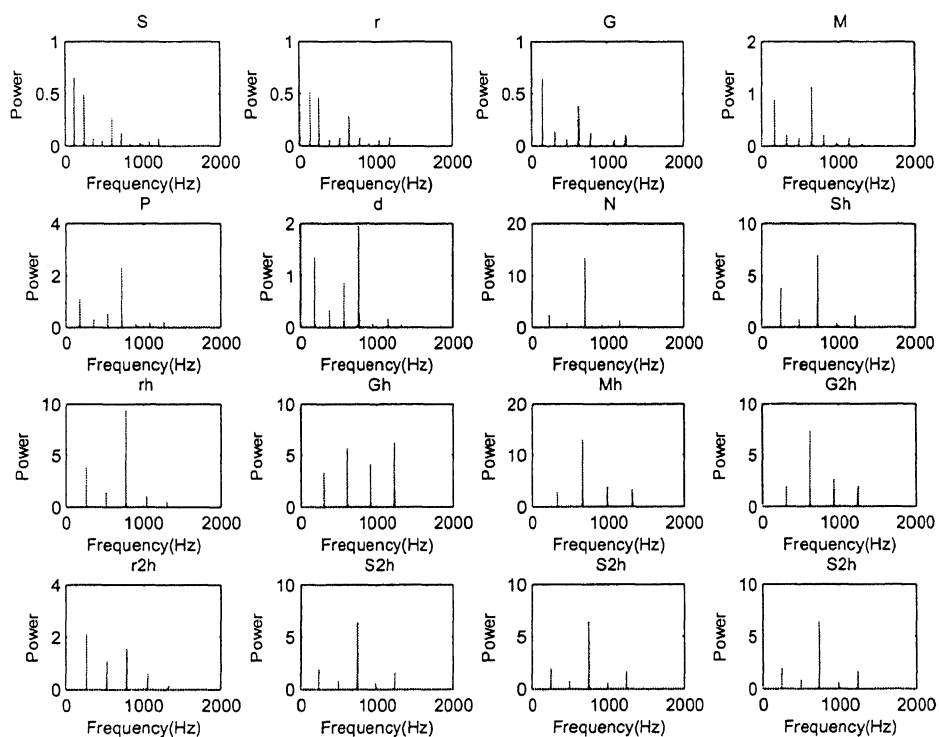 S r G M
1 1 1 2
Power 0.5 Power 0.5 Power 0.5 Power 1
0 0 0 0
0 1000 2000 0 1000 2000 0 1000 2000 0 1000 2000
Frequency(Hz) Frequency(Hz) Frequency(Hz) Frequency(Hz)
P d N Sh
4 2 20 10
Power 2 Power 1 Power 10 Power 5
0 0 0 0
0 1000 2000 0 1000 2000 0 1000 2000 0 1000 2000
Frequency(Hz) Frequency(Hz) Frequency(Hz) Frequency(Hz)
rh Gh Mh G2h
10 10 20 10
Power 5 Power 5 Power 10 Power 5
0 0 0 0
0 1000 2000 0 1000 2000 0 1000 2000 0 1000 2000
Frequency(Hz) Frequency(Hz) Frequency(Hz) Frequency(Hz)
r2h S2h S2h S2h
4 10 10 10
Power 2 Power 5 Power 5 Power 5
0 0 0 0
0 1000 2000 0 1000 2000 0 1000 2000 0 1000 2000
Frequency(Hz) Frequency(Hz) Frequency(Hz) Frequency(Hz)